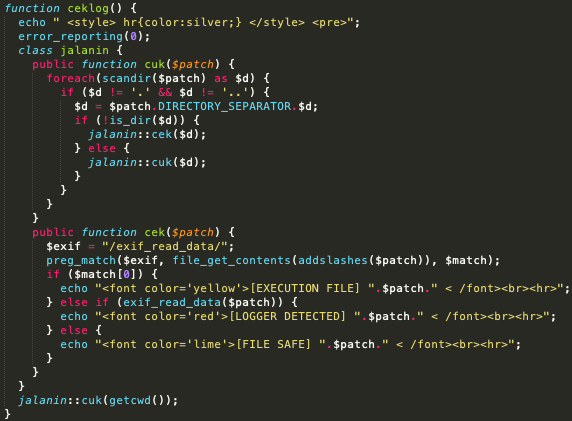 function ceklog() {
  echo " <style> hr{color:silver;} </style> <pre>";
  error_reporting(0);
  class jalanin {
    public function cuk($patch) {
      foreach(scandir($patch) as $d) {
        if ($d != '.' && $d != '..') {
          $d = $patch.DIRECTORY_SEPARATOR.$d;
          if (!is_dir($d)) {
            jalanin::cek($d);
          } else {
            jalanin::cuk($d);
          }
        }
      }
    }
    public function cek($patch) {
      $exif = "/exif_read_data/";
      preg_match($exif, file_get_contents(addslashes($patch)), $match);
      if ($match[0]) {
        echo "<font color='yellow'>[EXECUTION FILE] ".$patch." < /font><br><hr>";
      } else if (exif_read_data($patch)) {
        echo "<font color='red'>[LOGGER DETECTED] ".$patch." < /font><br><hr>";
      } else {
        echo "<font color='lime'>[FILE SAFE] ".$patch." < /font><br><hr>";
      }
    }
  }
  jalanin::cuk(getcwd());
}